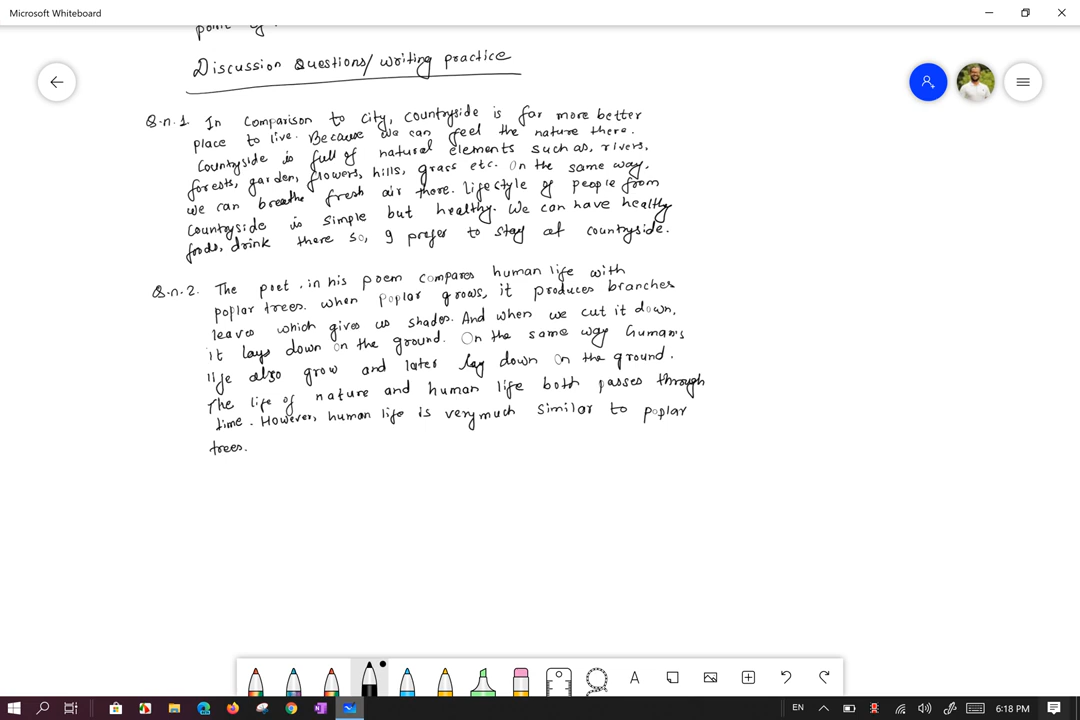 Microsoft Whiteboard
Discussion Questions/ writing practice
Q.n.1. In comparison to city, countryside is far more better
place to live. Because we can feel the nature there.
Countryside is full of natural elements such as, rivers,
forests, garden, flowers, hills, grass etc. On the same way,
we can breathe fresh air there. Lifestyle of people from
Countryside is simple but healthy. We can have healthy
foods, drink there so, I prefer to stay at countryside.
Q.n.2. The poet in his poem compares human life with
poplar trees. when poplar grows, it produces branches
leaves which gives us shades. And when we cut it down,
it lays down on the ground. On the same way human's
life also grow and later lay down on the ground.
The life of nature and human life both passes through
time. However, human life is very much similar to poplar
trees.
A
EN
6:18 PM